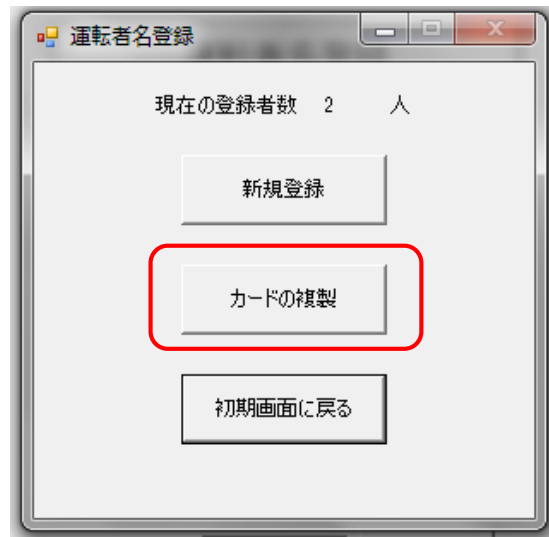 運転者名登録
現在の登録者数 2 人
新規登録
カードの複製
初期画面に戻る